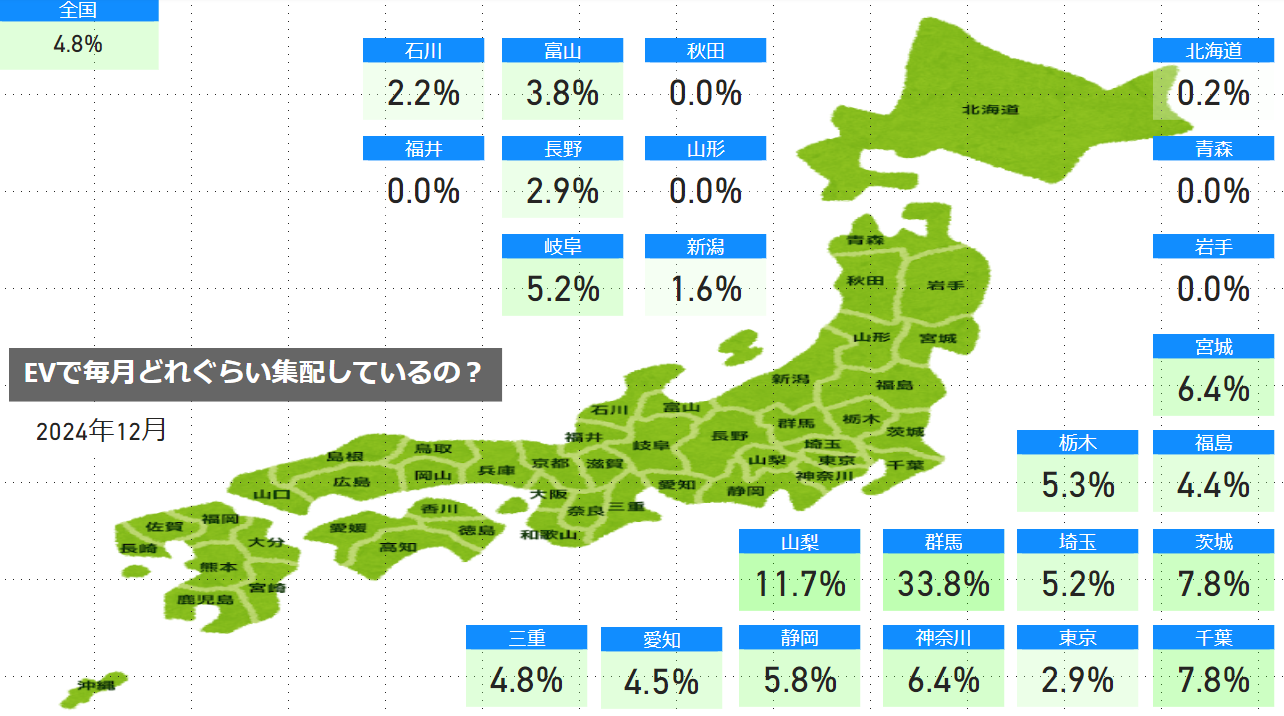 全国
4.8%
石川
2.2%
富山
3.8%
秋田
0.0%
北海道
0.2%
福井
0.0%
長野
2.9%
山形
0.0%
青森
0.0%
岐阜
5.2%
新潟
1.6%
岩手
0.0%
宮城
6.4%
EVで毎月どれぐらい集配しているの？
2024年12月
栃木
5.3%
福島
4.4%
山梨
11.7%
群馬
33.8%
埼玉
5.2%
茨城
7.8%
三重
4.8%
愛知
4.5%
静岡
5.8%
神奈川
6.4%
東京
2.9%
千葉
7.8%
北海道
青森
秋田
岩手
山形
宮城
新潟
福島
石川
富山
群馬
栃木
茨城
福井
岐阜
長野
埼玉
山梨
東京
千葉
神奈川
静岡
愛知
滋賀
京都
兵庫
鳥取
島根
岡山
広島
山口
大阪
奈良
三重
和歌山
香川
徳島
愛媛
高知
福岡
佐賀
長崎
大分
熊本
宮崎
鹿児島
沖縄